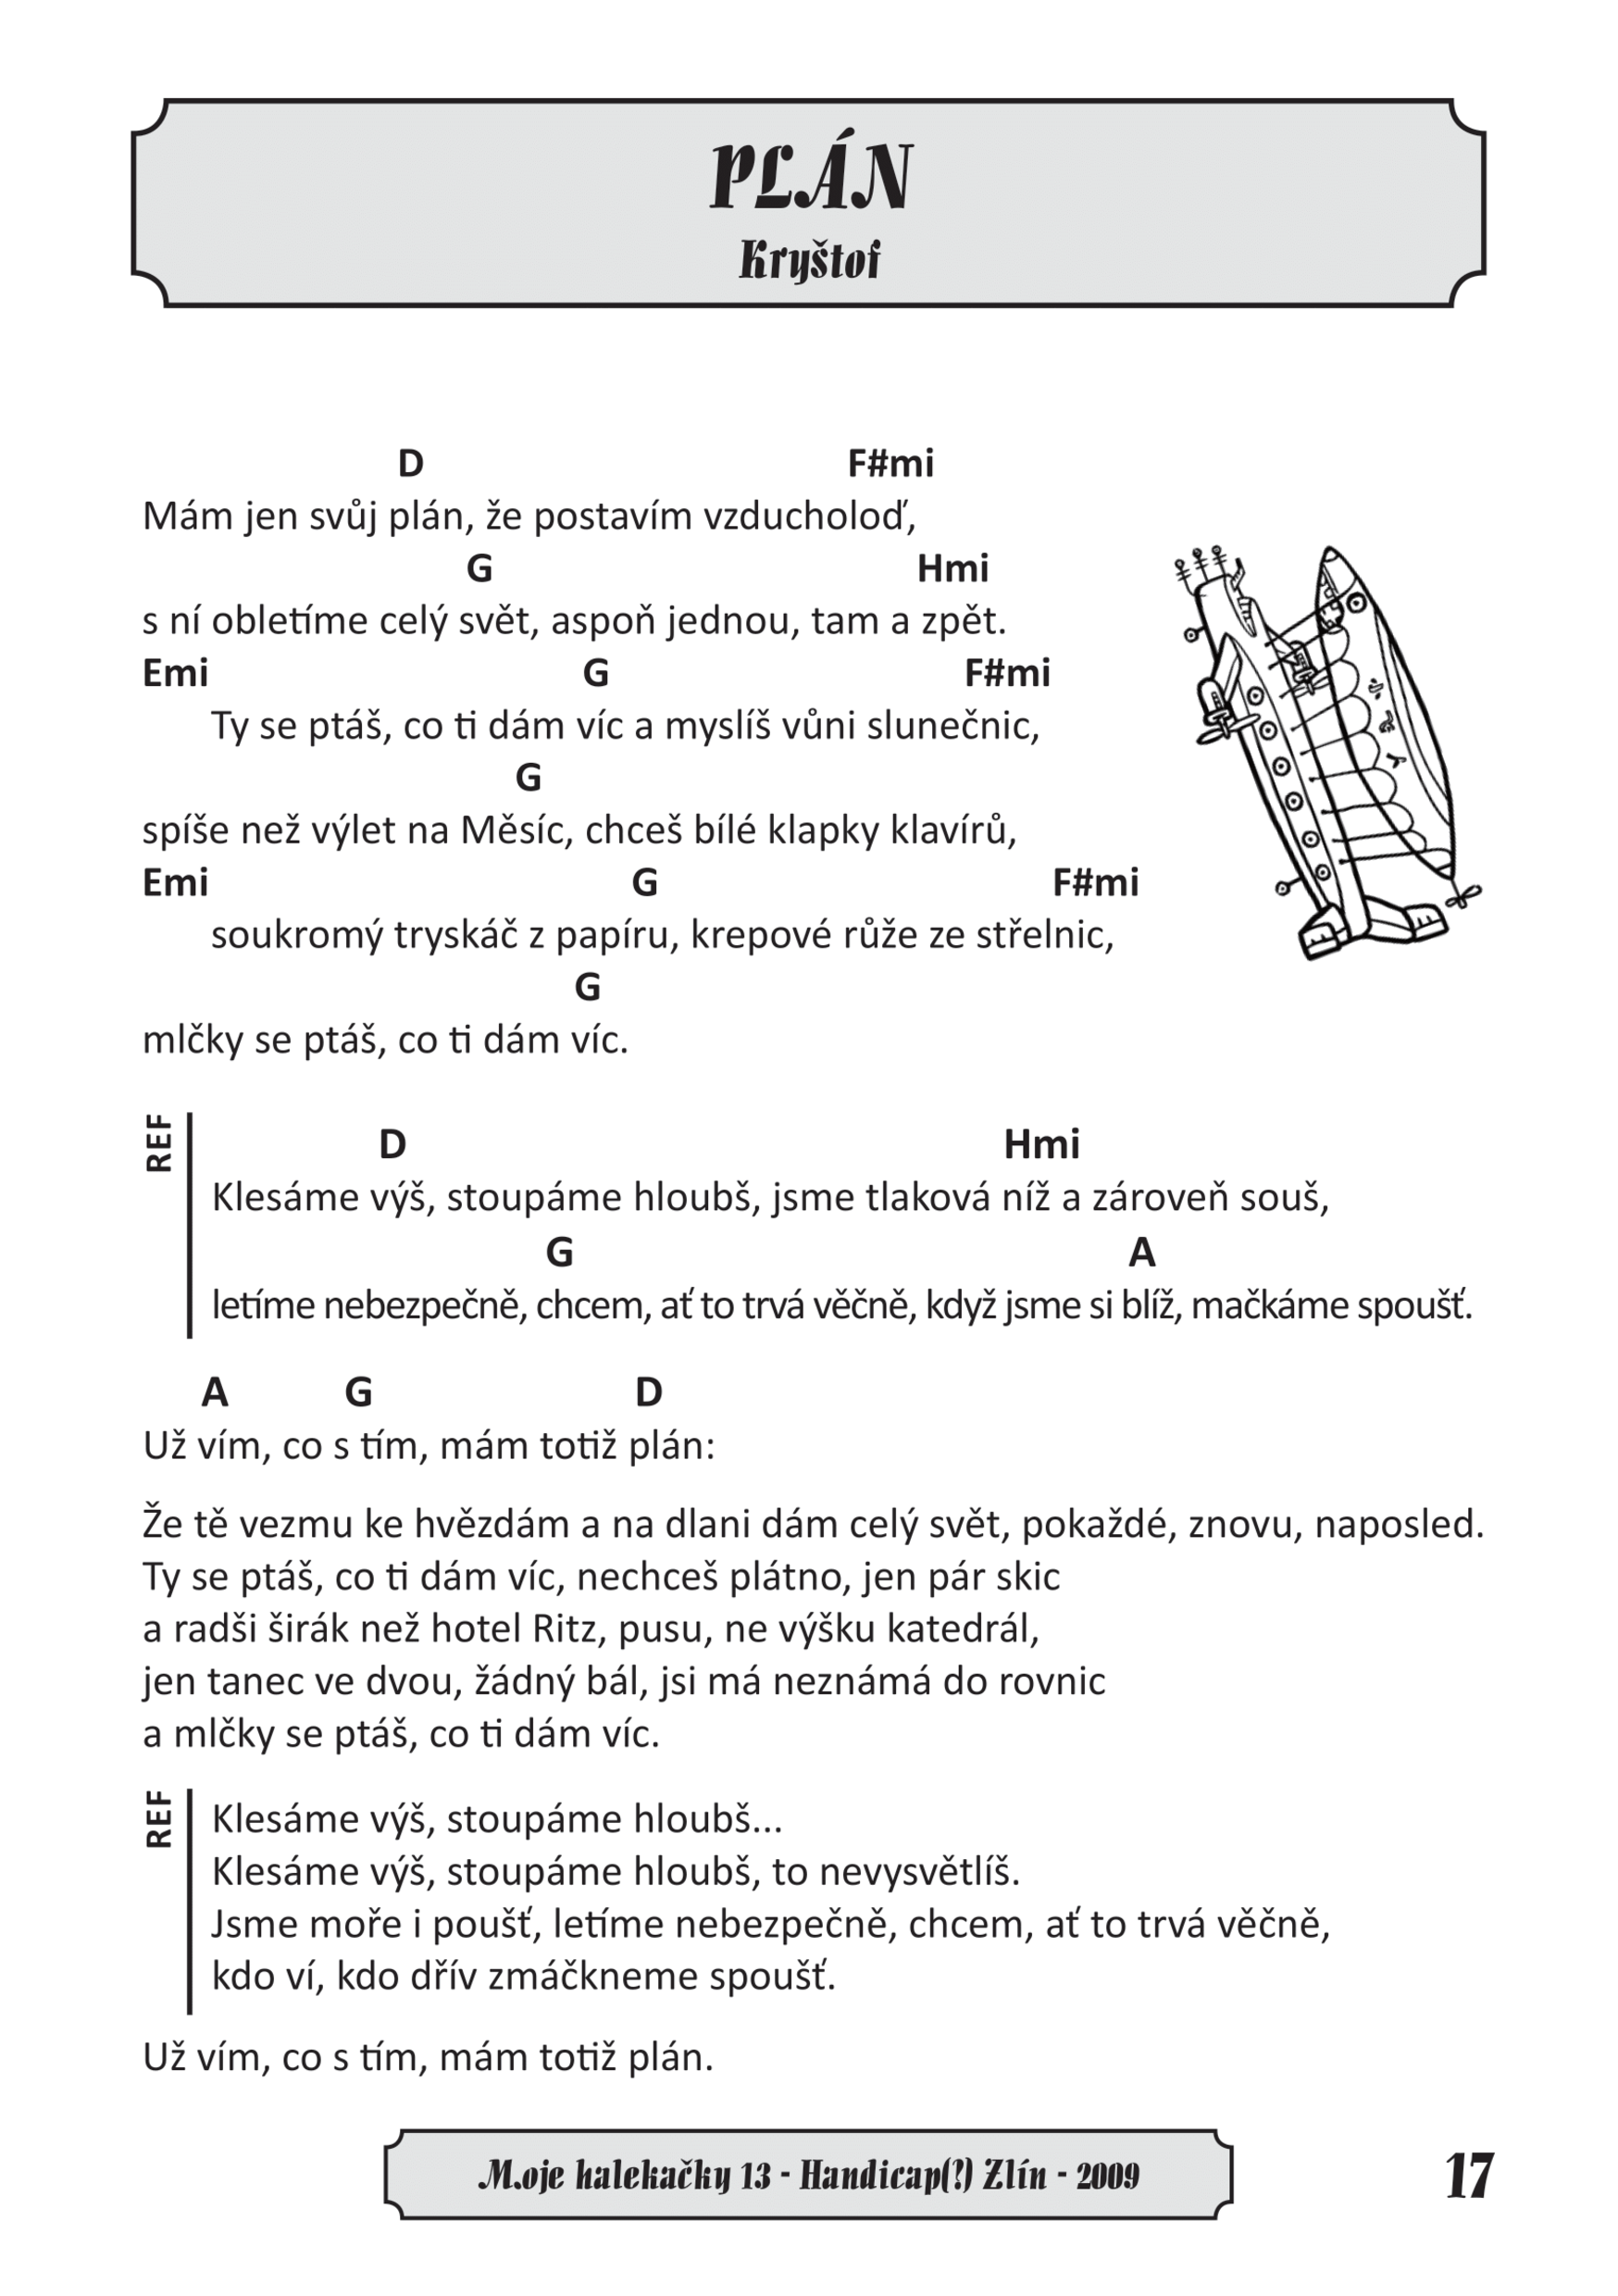 PLÁN
Kryštof
D F#mi
Mám jen svůj plán, že postavím vzducholoď,
G Hmi
s ní obletíme celý svět, aspoň jednou, tam a zpět.
Emi G F#mi
Ty se ptáš, co ti dám víc a myslíš vůni slunečnic,
G
spíše než výlet na Měsíc, chceš bílé klapky klavírů,
Emi G F#mi
soukromý tryskáč z papíru, krepové růže ze střelnic,
G
mlčky se ptáš, co ti dám víc.
REF
D Hmi
Klesáme výš, stoupáme hloubš, jsme tlaková níž a zároveň souš,
G A
letíme nebezpečně, chcem, ať to trvá věčně, když jsme si blíž, mačkáme spoušť.
A G D
Už vím, co s tím, mám totiž plán:
Že tě vezmu ke hvězdám a na dlani dám celý svět, pokaždé, znovu, naposled.
Ty se ptáš, co ti dám víc, nechceš plátno, jen pár skic
a radši širák než hotel Ritz, pusu, ne výšku katedrál,
jen tanec ve dvou, žádný bál, jsi má neznámá do rovnic
a mlčky se ptáš, co ti dám víc.
REF
Klesáme výš, stoupáme hloubš...
Klesáme výš, stoupáme hloubš, to nevysvětlíš.
Jsme moře i poušť, letíme nebezpečně, chcem, ať to trvá věčně,
kdo ví, kdo dřív zmáčkneme spoušť.
Už vím, co s tím, mám totiž plán.
Moje halekačky 13 - Handicap(?) Zlín - 2009
17